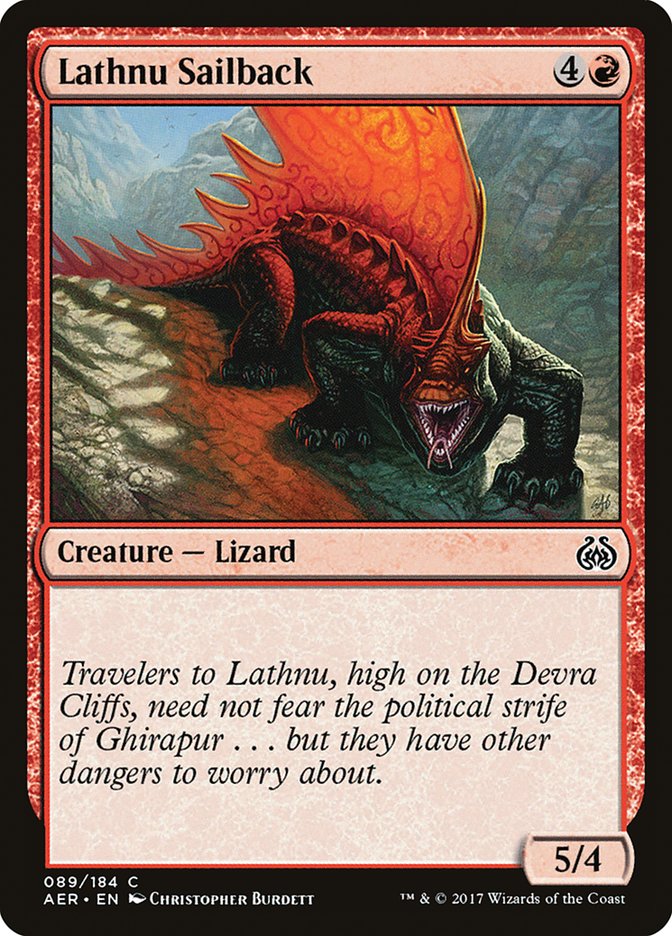 Lathnu Sailback 4
Creature — Lizard
Travelers to Lathnu, high on the Devra
Cliffs, need not fear the political strife
of Ghirapur . . . but they have other
dangers to worry about.
5/4
089/184 C
AER • EN Christopher Burdett
™ & © 2017 Wizards of the Coast